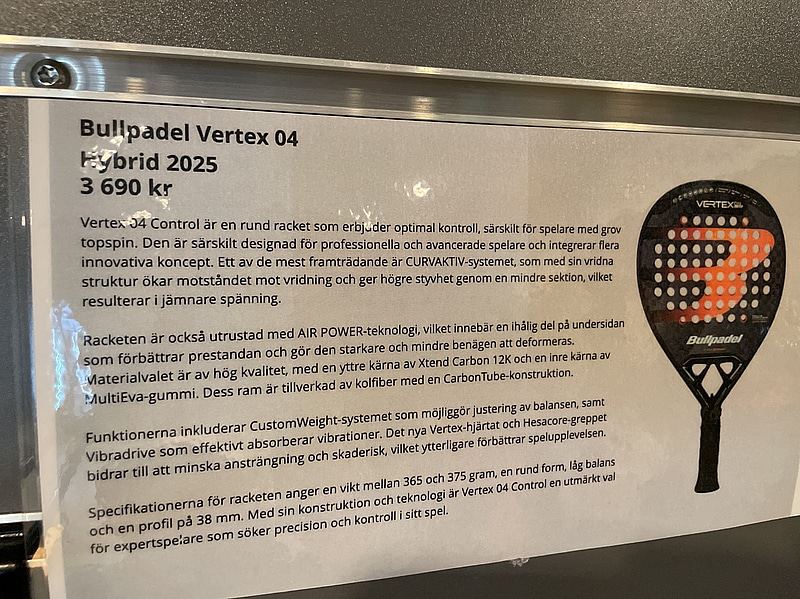 Bullpadel Vertex 04
Hybrid 2025
3 690 kr
Vertex 04 Control är en rund racket som erbjuder optimal kontroll, särskilt för spelare med grov
topspin. Den är särskilt designad för professionella och avancerade spelare och integrerar flera
innovativa koncept. Ett av de mest framträdande är CURVAKTIV-systemet, som med sin vridna
struktur ökar motståndet mot vridning och ger högre styvhet genom en mindre sektion, vilket
resulterar i jämnare spänning.
Racketen är också utrustad med AIR POWER-teknologi, vilket innebär en ihålig del på undersidan
som förbättrar prestandan och gör den starkare och mindre benägen att deformeras.
Materialvalet är av hög kvalitet, med en yttre kärna av Xtend Carbon 12K och en inre kärna av
MultiEva-gummi. Dess ram är tillverkad av kolfiber med en CarbonTube-konstruktion.
Funktionerna inkluderar CustomWeight-systemet som möjliggör justering av balansen, samt
Vibradrive som effektivt absorberar vibrationer. Det nya Vertex-hjärtat och Hesacore-greppet
bidrar till att minska ansträngning och skaderisk, vilket ytterligare förbättrar spelupplevelsen.
Specifikationerna för racketen anger en vikt mellan 365 och 375 gram, en rund form, låg balans
och en profil på 38 mm. Med sin konstruktion och teknologi är Vertex 04 Control en utmärkt val
för expertspelare som söker precision och kontroll i sitt spel.
VERTEX
Bullpadel